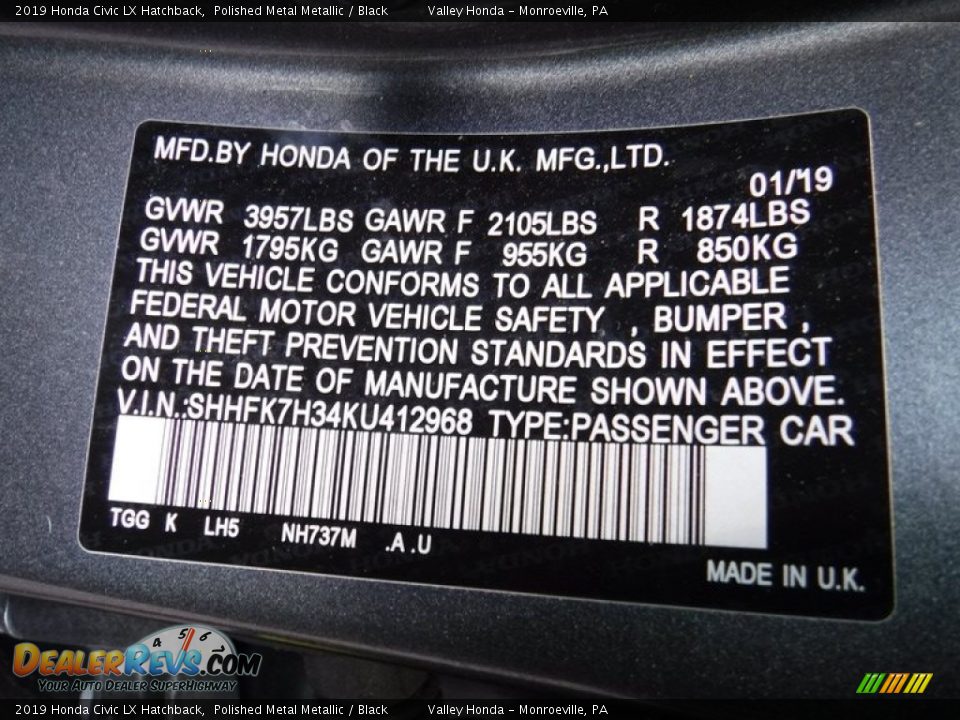 2019 Honda Civic LX Hatchback, Polished Metal Metallic / Black Valley Honda - Monroeville, PA
MFD.BY HONDA OF THE U.K. MFG.,LTD.
01/'19
GVWR 3957LBS GAWR F 2105LBS R 1874LBS
GVWR 1795KG GAWR F 955KG R 850KG
THIS VEHICLE CONFORMS TO ALL APPLICABLE
FEDERAL MOTOR VEHICLE SAFETY , BUMPER ,
AND THEFT PREVENTION STANDARDS IN EFFECT
ON THE DATE OF MANUFACTURE SHOWN ABOVE.
V.I.N.:SHHFK7H34KU412968 TYPE:PASSENGER CAR
TGG K LH5 NH737M .A .U
MADE IN U.K.
4 5 6
DEALERREVS.COM
YOUR AUTO DEALER SUPERHIGHWAY
2019 Honda Civic LX Hatchback, Polished Metal Metallic / Black Valley Honda - Monroeville, PA